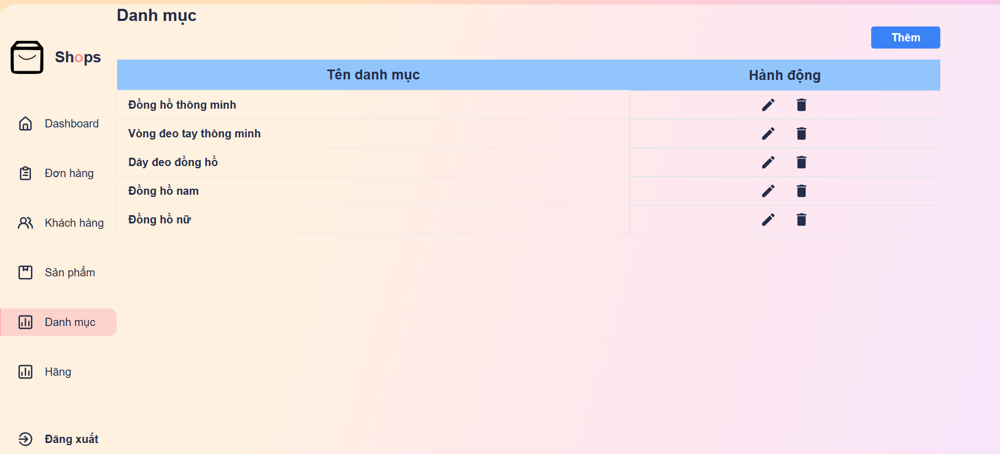 Danh mục
Thêm
Shops
Tên danh mục
Hành động
Đồng hồ thông minh
Vòng đeo tay thông minh
Dây đeo đồng hồ
Đồng hồ nam
Đồng hồ nữ
Dashboard
Đơn hàng
Khách hàng
Sản phẩm
Danh mục
Hãng
Đăng xuất